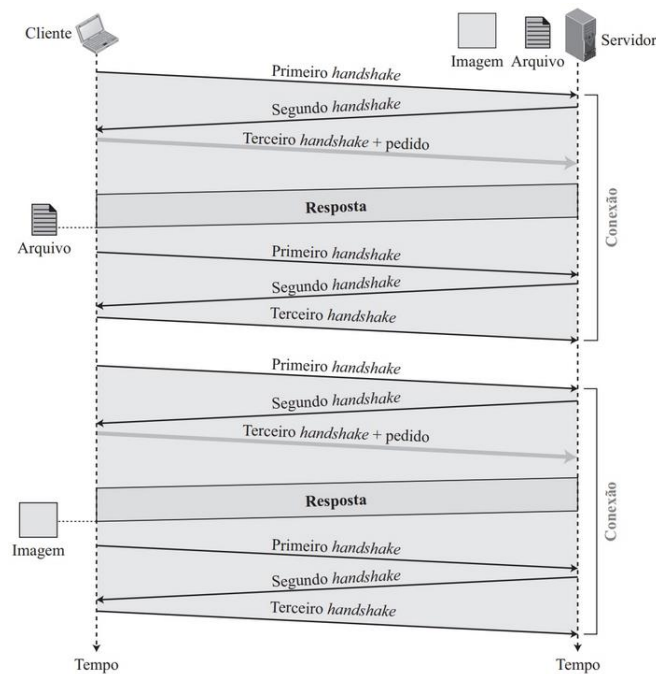 Cliente
Servidor
Imagem Arquivo
Primeiro handshake
Segundo handshake
Terceiro handshake + pedido
Resposta
Arquivo
Conexão
Primeiro handshake
Segundo handshake
Terceiro handshake
Primeiro handshake
Segundo handshake
Terceiro handshake + pedido
Resposta
Imagem
Conexão
Primeiro handshake
Segundo handshake
Terceiro handshake
Tempo
Tempo